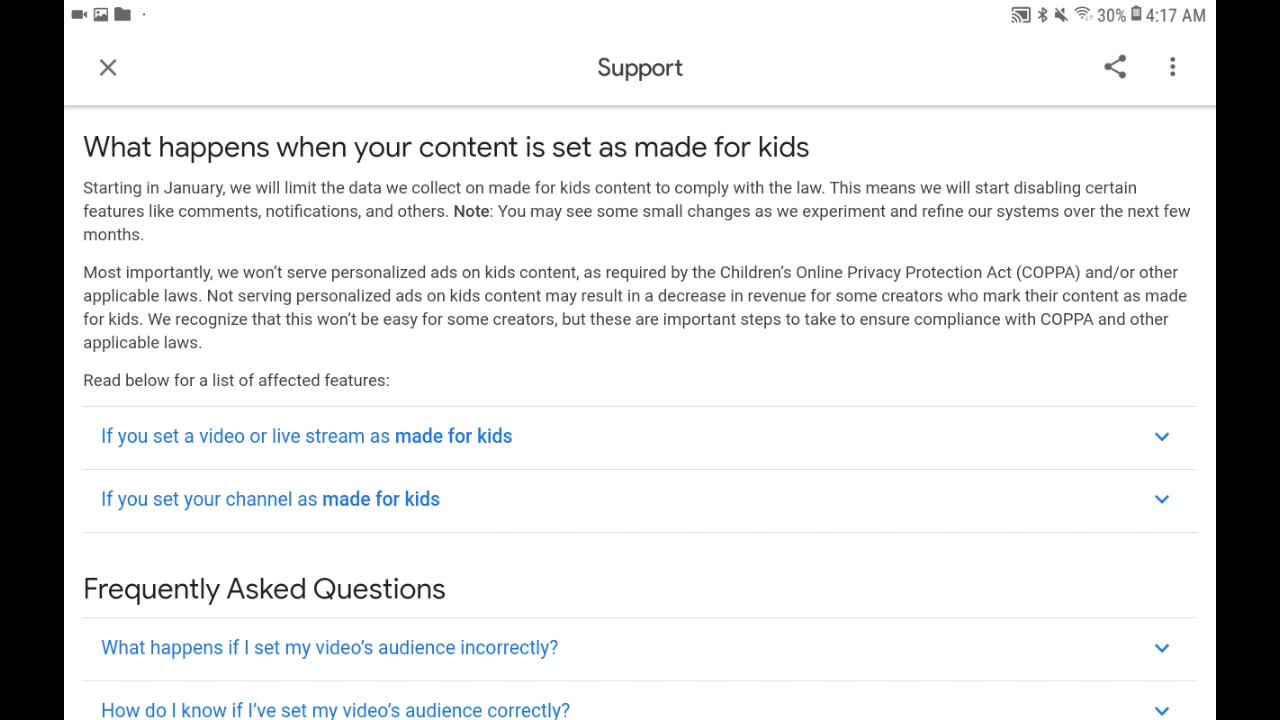 30% 4:17 AM
Support
What happens when your content is set as made for kids
Starting in January, we will limit the data we collect on made for kids content to comply with the law. This means we will start disabling certain
features like comments, notifications, and others. Note: You may see some small changes as we experiment and refine our systems over the next few
months.
Most importantly, we won’t serve personalized ads on kids content, as required by the Children’s Online Privacy Protection Act (COPPA) and/or other
applicable laws. Not serving personalized ads on kids content may result in a decrease in revenue for some creators who mark their content as made
for kids. We recognize that this won’t be easy for some creators, but these are important steps to take to ensure compliance with COPPA and other
applicable laws.
Read below for a list of affected features:
If you set a video or live stream as made for kids
If you set your channel as made for kids
Frequently Asked Questions
What happens if I set my video’s audience incorrectly?
How do I know if I’ve set my video’s audience correctly?